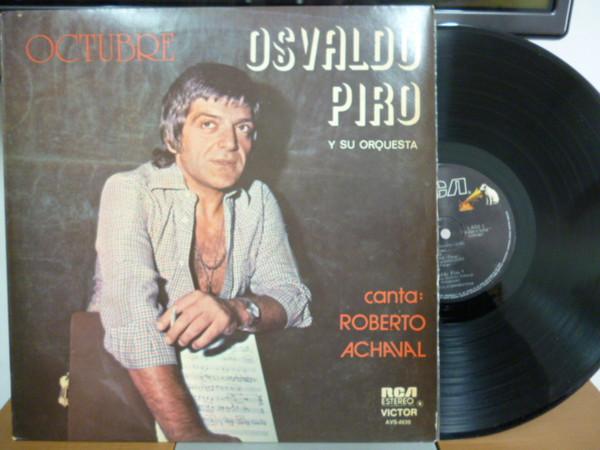 OCTUBRE
OSVALDO
PIRO
Y SU ORQUESTA
canta:
ROBERTO
ACHAVAL
RCA
ESTEREO
VICTOR
RCA